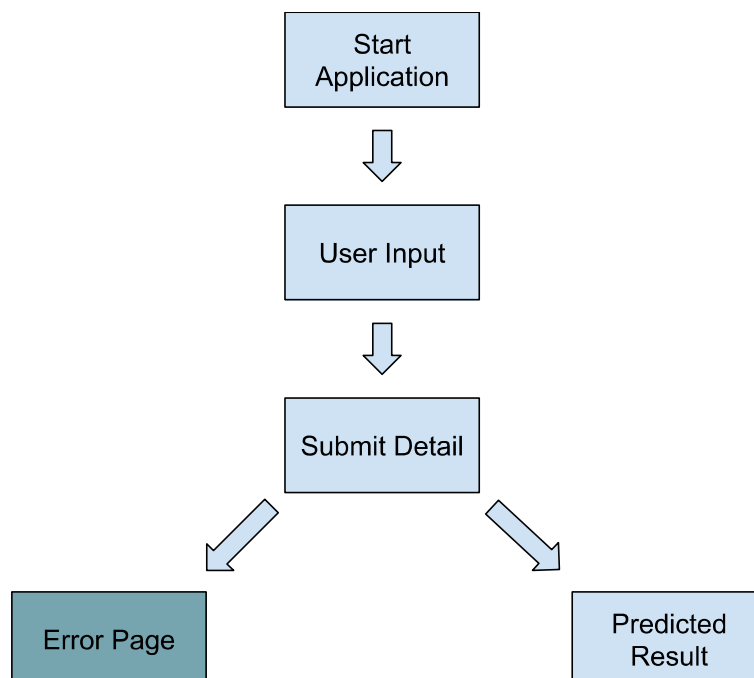 Start
Application
User Input
Submit Detail
Error Page
Predicted
Result